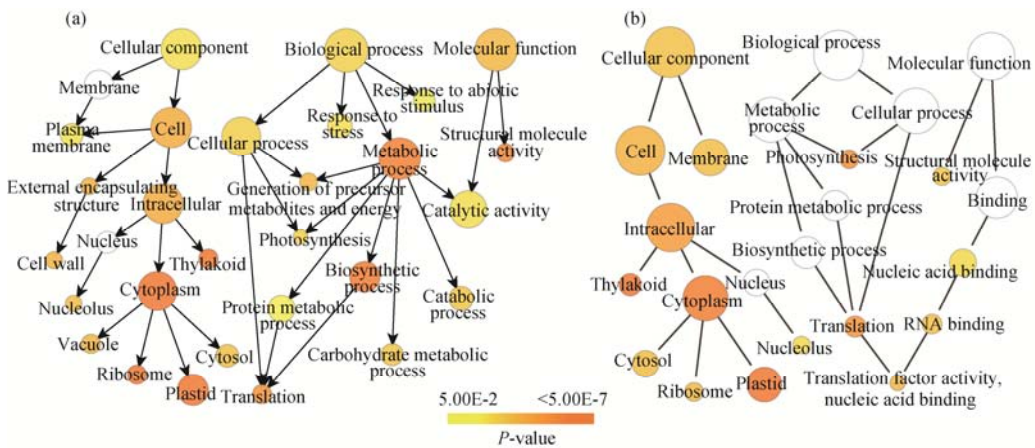 (a)
Cellular component
Biological process
Molecular function
Membrane
Response to abiotic
stimulus
Plasma
membrane
Cell
Cellular process
Response to
stress
Metabolic
process
Structural molecule
activity
External encapsulating
structure
Intracellular
Generation of precursor
metabolites and energy
Catalytic activity
Nucleus
Photosynthesis
Cell wall
Thylakoid
Biosynthetic
process
Nucleolus
Cytoplasm
Protein metabolic
process
Catabolic
process
Vacuole
Cytosol
Carbohydrate metabolic
process
Ribosome
Plastid
Translation
5.00E-2
<5.00E-7
P-value
(b)
Cellular component
Biological process
Molecular function
Cell
Membrane
Metabolic
process
Cellular process
Photosynthesis
Structural molecule
activity
Binding
Intracellular
Protein metabolic process
Biosynthetic process
Thylakoid
Cytoplasm
Nucleus
Nucleic acid binding
Translation
RNA binding
Nucleolus
Cytosol
Ribosome
Plastid
Translation factor activity,
nucleic acid binding